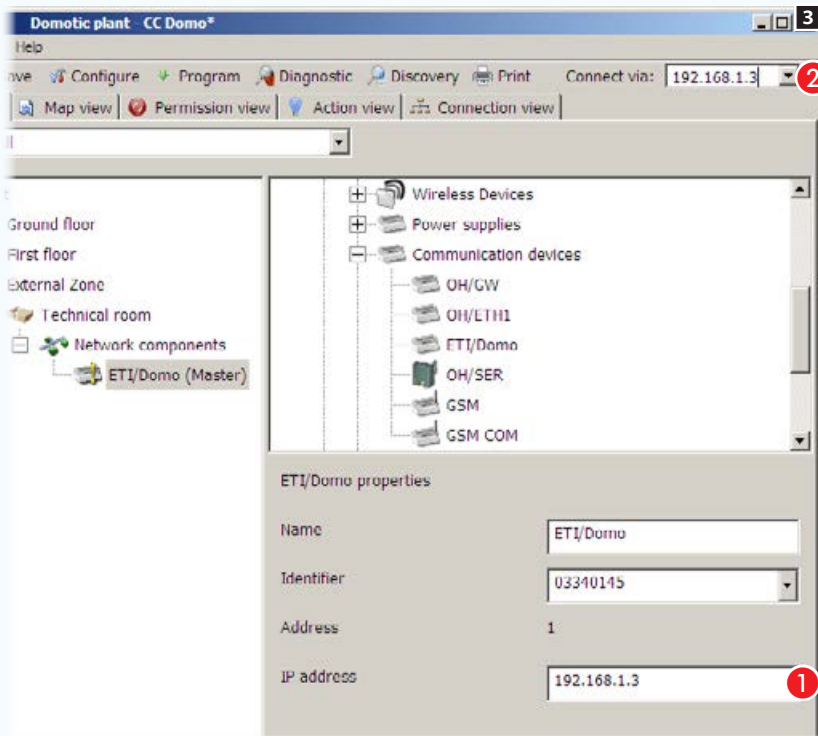 Domotic plant - CC Domo*
3
Help
ove Configure Program Diagnostic Discovery Print Connect via: 192.168.1.3
2
Map view Permission view Action view Connection view
Ground floor
First floor
External Zone
Technical room
Network components
ETI/Domo (Master)
Wireless Devices
Power supplies
Communication devices
OH/GW
OH/ETH1
ETI/Domo
OH/SER
GSM
GSM COM
ETI/Domo properties
Name ETI/Domo
Identifier 03340145
Address 1
IP address 192.168.1.3
1